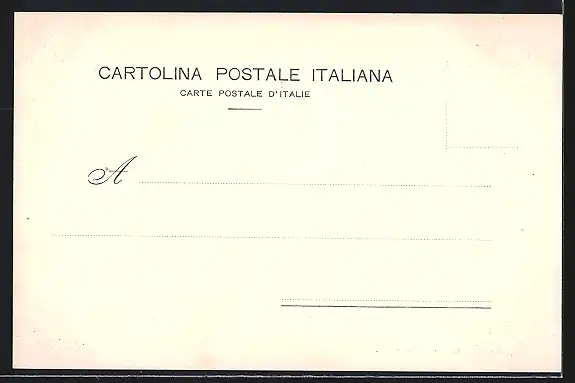 CARTOLINA POSTALE ITALIANA
CARTE POSTALE D'ITALIE
A